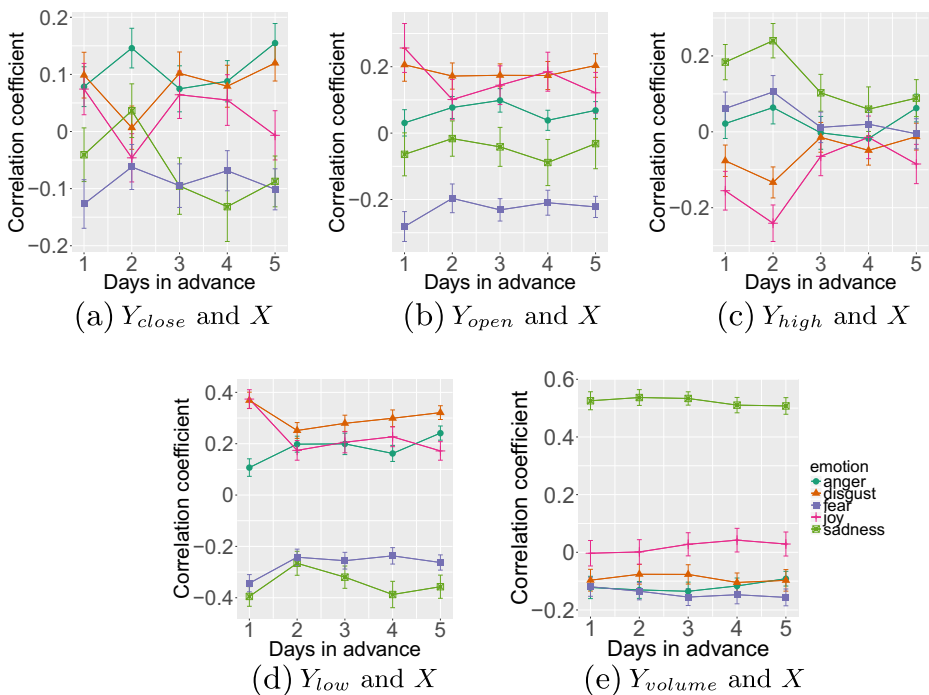 Correlation coefficient
0.2
0.1
0
−0.1
−0.2
1 2 3 4 5
Days in advance
(a) Y_close and X
Correlation coefficient
0.2
0
−0.2
1 2 3 4 5
Days in advance
(b) Y_open and X
Correlation coefficient
0.2
0
−0.2
1 2 3 4 5
Days in advance
(c) Y_high and X
Correlation coefficient
0.4
0.2
0
−0.2
−0.4
1 2 3 4 5
Days in advance
(d) Y_low and X
Correlation coefficient
0.6
0.4
0.2
0
−0.2
1 2 3 4 5
Days in advance
(e) Y_volume and X
emotion
anger
disgust
fear
joy
sadness